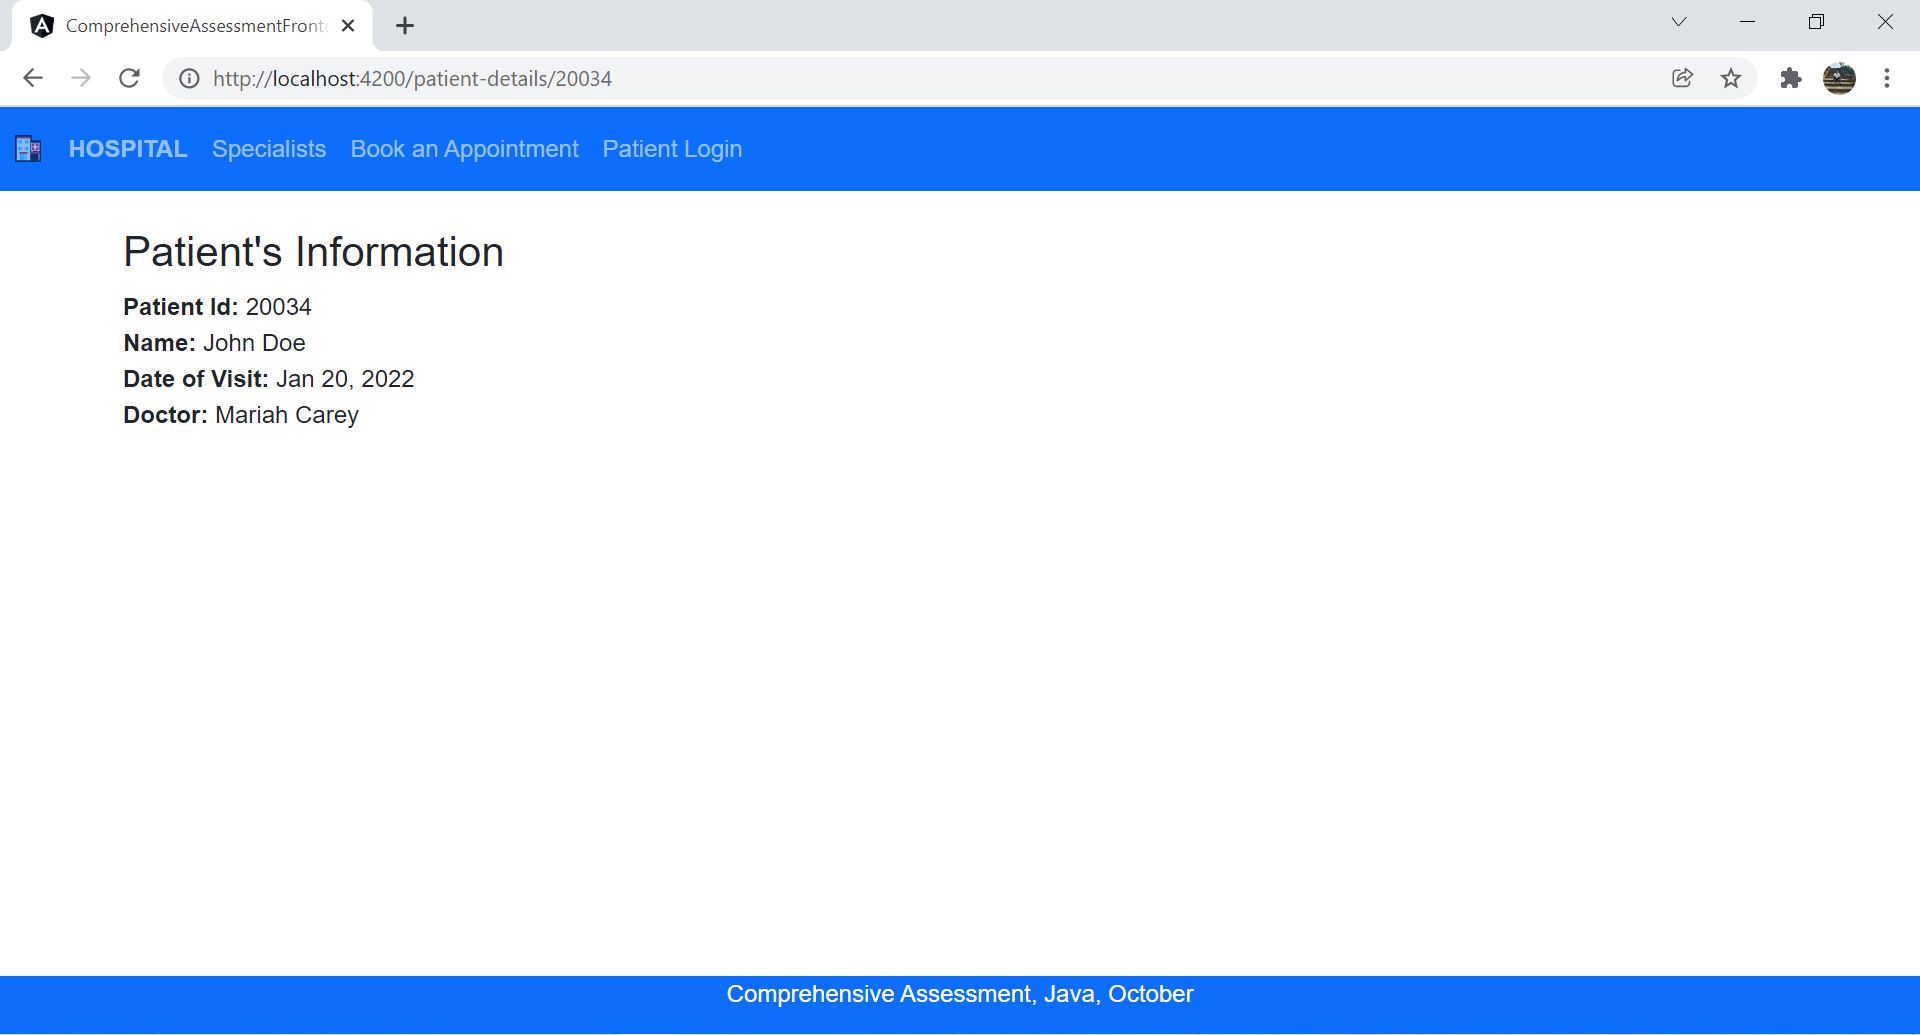 ComprehensiveAssessmentFront
http://localhost:4200/patient-details/20034
HOSPITAL Specialists Book an Appointment Patient Login
Patient's Information
Patient Id: 20034
Name: John Doe
Date of Visit: Jan 20, 2022
Doctor: Mariah Carey
Comprehensive Assessment, Java, October